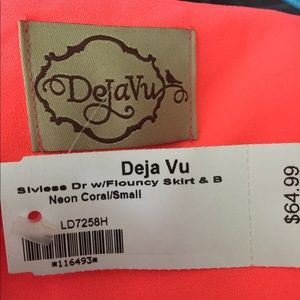 DejaVu
Deja Vu
Slvless Dr w/Flouncy Skirt & B
Neon Coral/Small
LD7258H
*116493*
$64.99